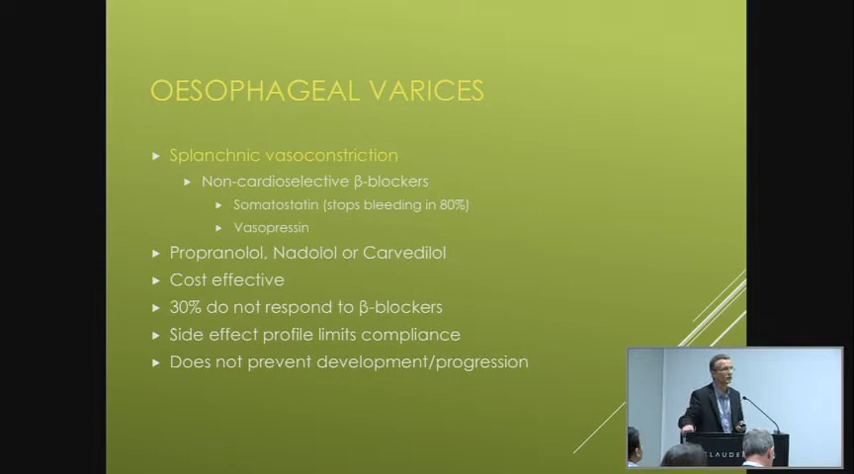 OESOPHAGEAL VARICES
Splanchnic vasoconstriction
Non-cardioselective β-blockers
Somatostatin (stops bleeding in 80%)
Vasopressin
Propranolol, Nadolol or Carvedilol
Cost effective
30% do not respond to β-blockers
Side effect profile limits compliance
Does not prevent development/progression